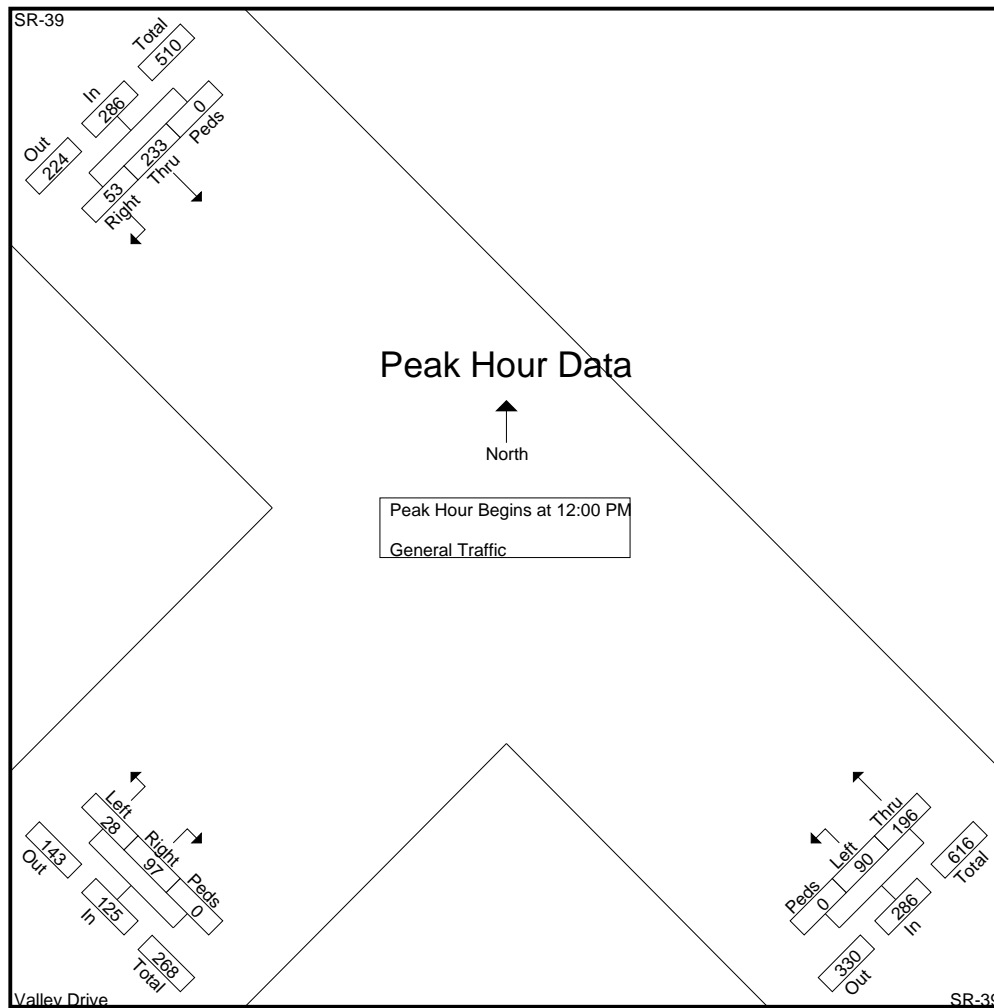 SR-39
Total
510
In
286
Out
224
0
Peds
233
Thru
53
Right
Peak Hour Data
North
Peak Hour Begins at 12:00 PM
General Traffic
Left
28
Right
97
Peds
0
Out
143
In
125
Total
268
Thru
196
Left
90
Peds
0
Total
616
In
286
Out
330
Valley Drive
SR-39